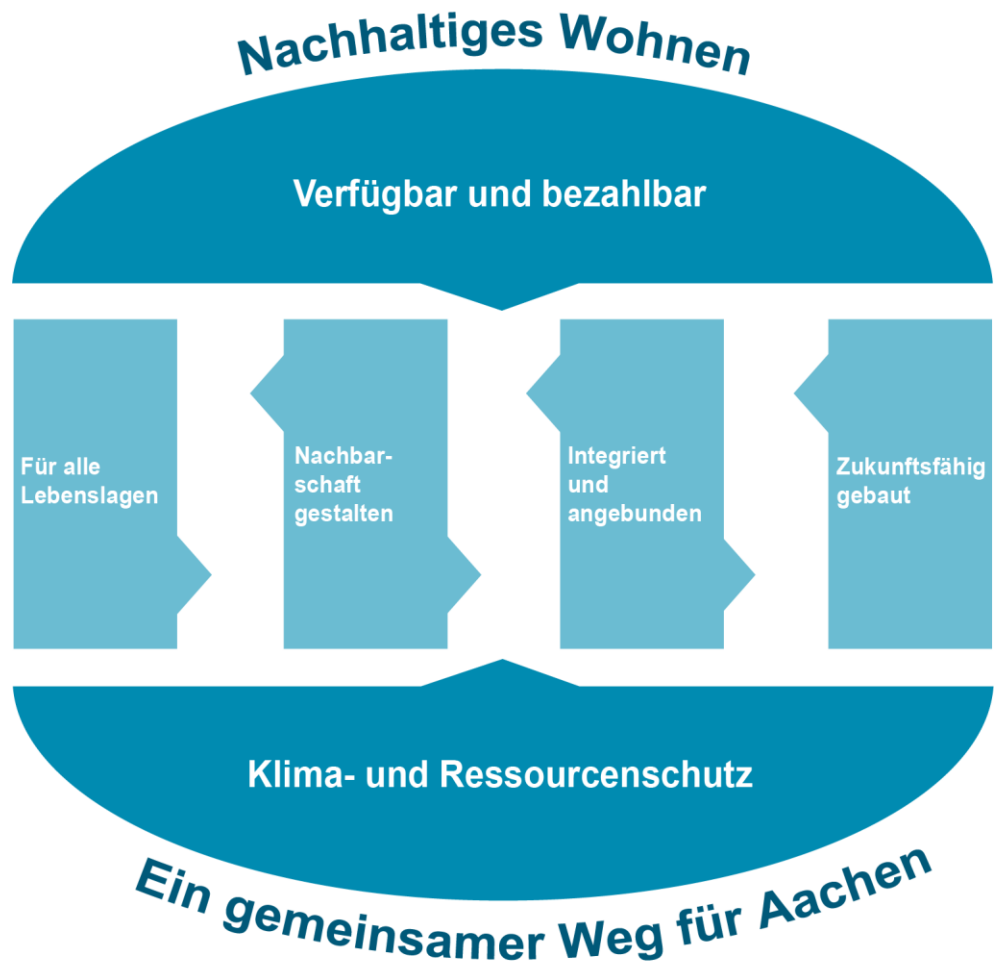 Nachhaltiges Wohnen
Verfügbar und bezahlbar
Für alle
Lebenslagen
Nachbar-
schaft
gestalten
Integriert
und
angebunden
Zukunftsfähig
gebaut
Klima- und Ressourcenschutz
Ein gemeinsamer Weg für Aachen